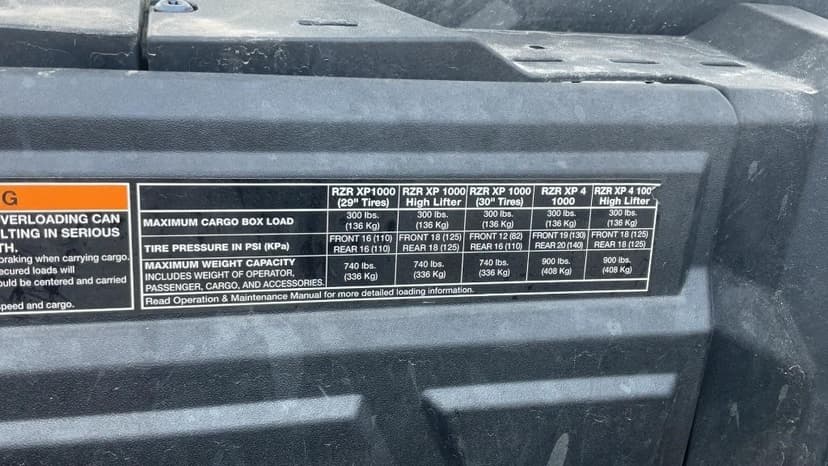 G
VERLOADING CAN
LTING IN SERIOUS
TH.
braking when carrying cargo.
ecured loads will
ould be centered and carried
speed and cargo.
RZR XP1000 (29" Tires) RZR XP 1000 High Lifter RZR XP 1000 (30" Tires) RZR XP 4 1000 RZR XP 4 100 High Lifter
MAXIMUM CARGO BOX LOAD 300 lbs. (136 Kg) 300 lbs. (136 Kg) 300 lbs. (136 Kg) 300 lbs. (136 Kg) 300 lbs. (136 Kg)
TIRE PRESSURE IN PSI (KPa) FRONT 16 (110) REAR 16 (110) FRONT 18 (125) REAR 18 (125) FRONT 12 (82) REAR 16 (110) FRONT 19 (130) REAR 20 (140) FRONT 18 (125) REAR 18 (125)
MAXIMUM WEIGHT CAPACITY INCLUDES WEIGHT OF OPERATOR, PASSENGER, CARGO, AND ACCESSORIES. 740 lbs. (336 Kg) 740 lbs. (336 Kg) 740 lbs. (336 Kg) 900 lbs. (408 Kg) 900 lbs. (408 Kg)
Read Operation & Maintenance Manual for more detailed loading information.